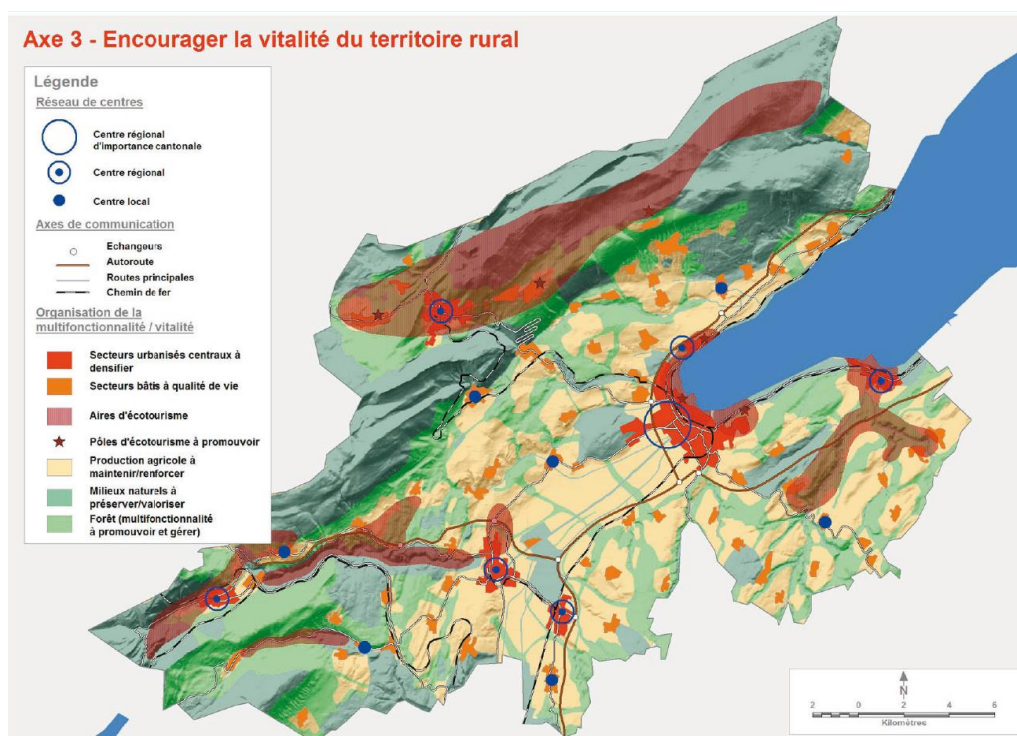 Axe 3 - Encourager la vitalité du territoire rural
Légende
Réseau de centres
Centre régional
d'importance cantonale
Centre régional
Centre local
Axes de communication
Echangeurs
Autoroute
Routes principales
Chemin de fer
Organisation de la
multifonctionnalité / vitalité
Secteurs urbanisés centraux à
densifier
Secteurs bâtis à qualité de vie
Aires d'écotourisme
Pôles d'écotourisme à promouvoir
Production agricole à
maintenir/renforcer
Milieux naturels à
préserver/valoriser
Forêt (multifonctionnalité
à promouvoir et gérer)
N
2 0 2 4 6
Kilomètres